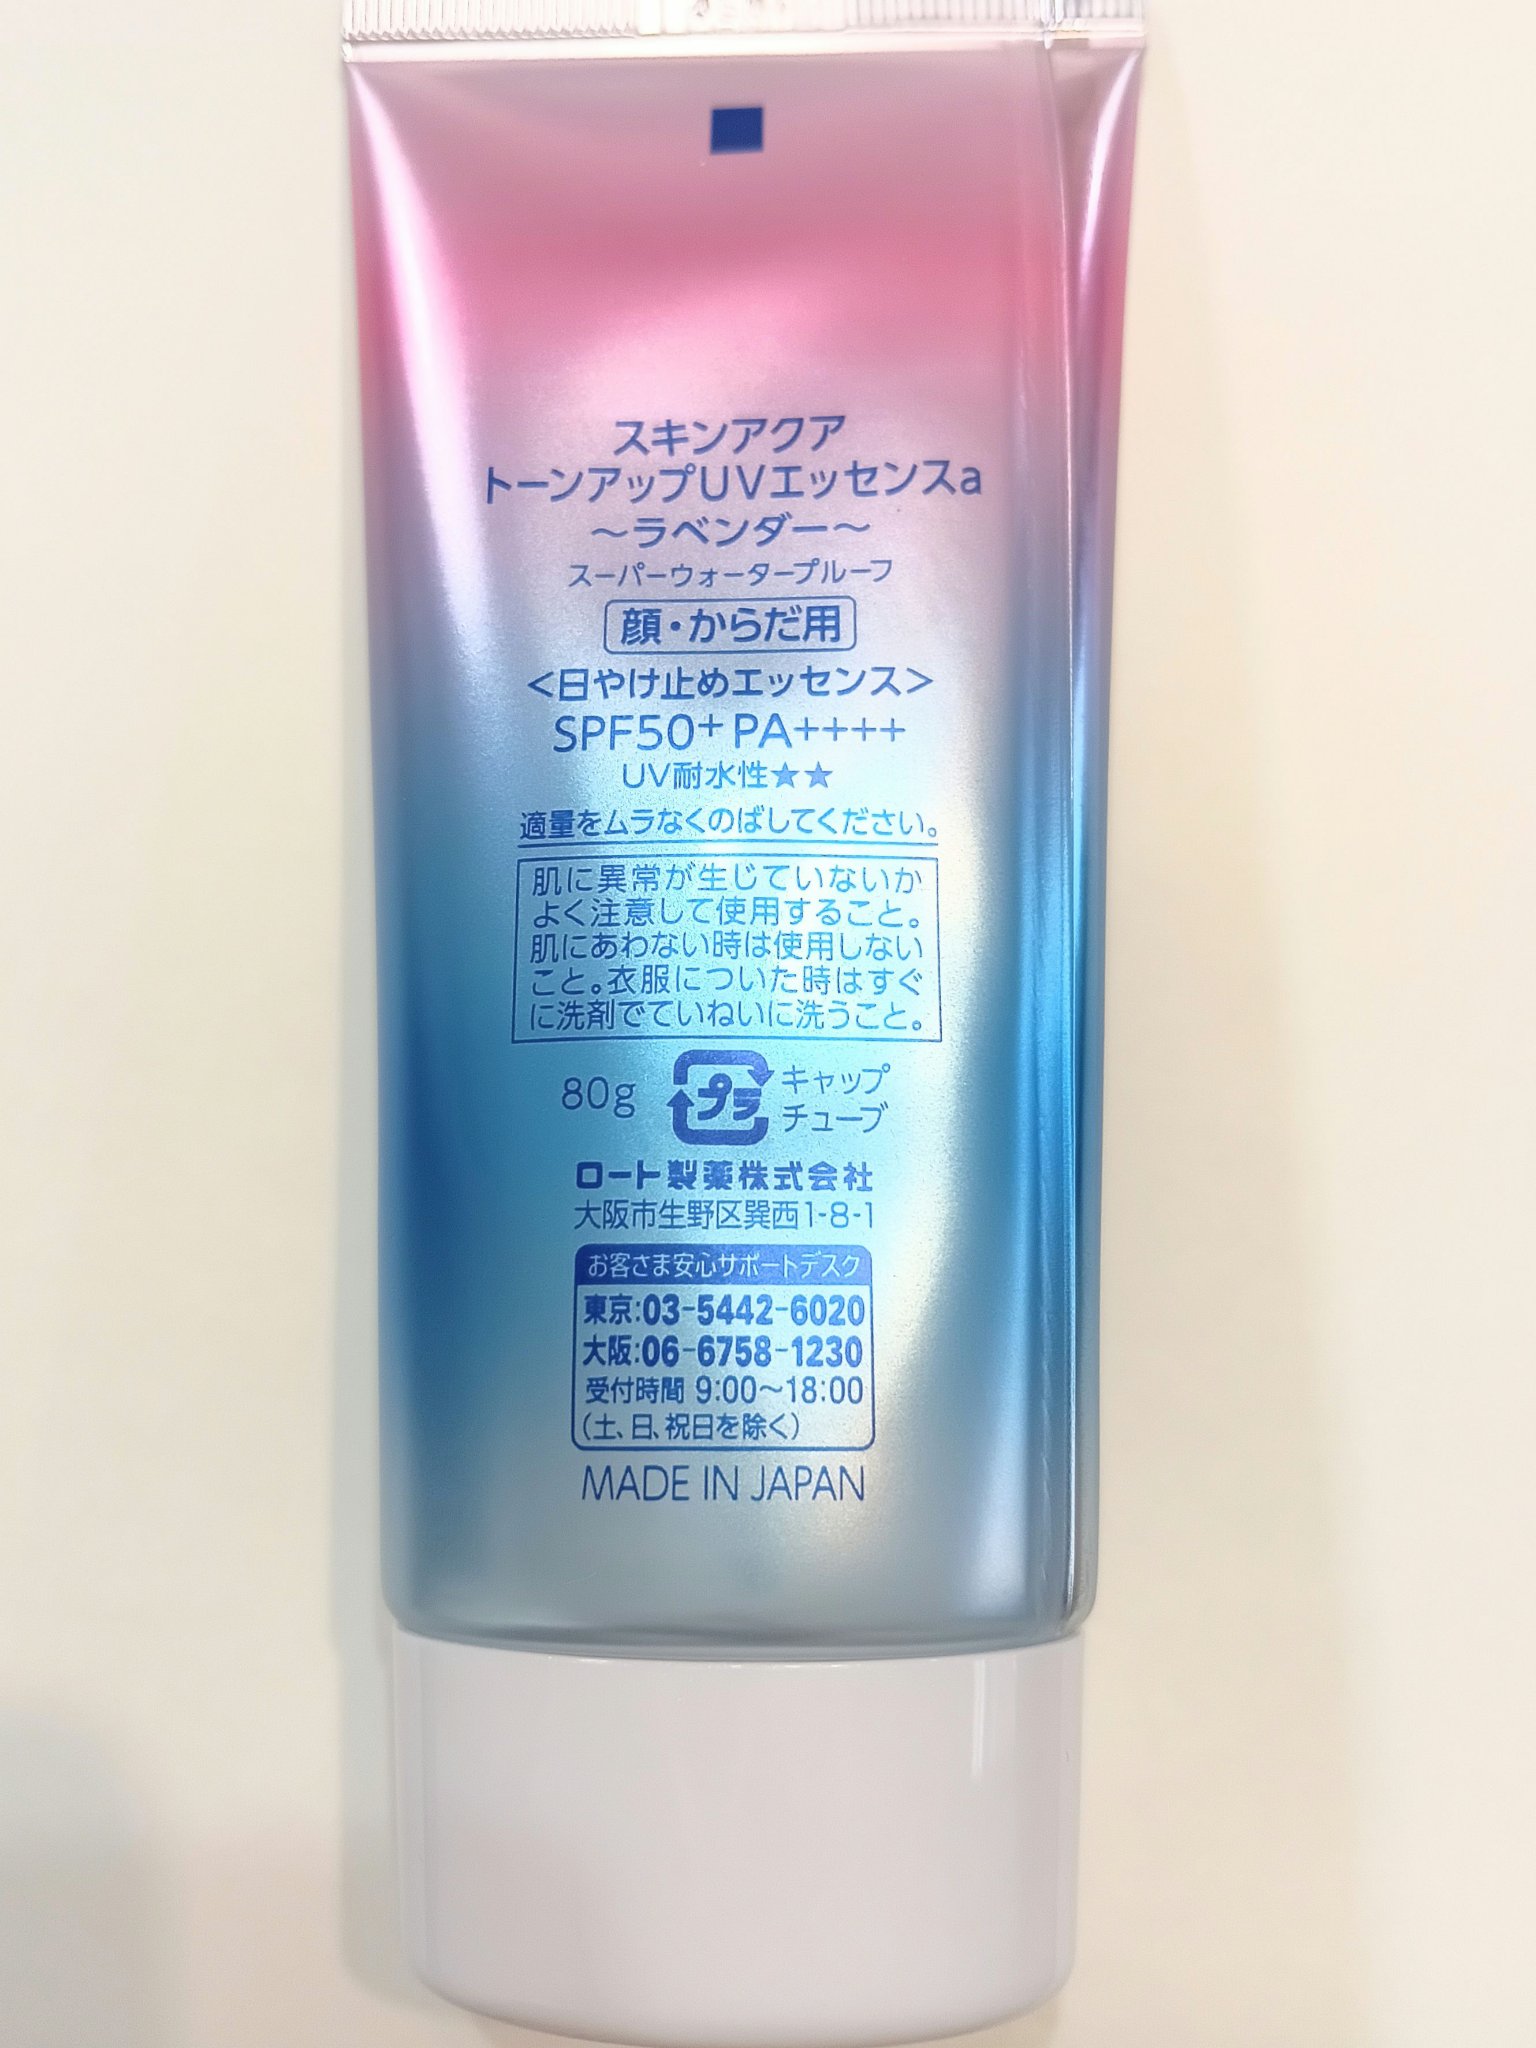 スキンアクア
トーンアップUVエッセンスa
～ラベンダー～
スーパーウォータープルーフ
顔・からだ用
<日やけ止めエッセンス>
SPF50+ PA++++
UV耐水性★★
適量をムラなくのばしてください。
肌に異常が生じていないか
よく注意して使用すること。
肌にあわない時は使用しない
こと。衣服についた時はすぐ
に洗剤でていねいに洗うこと。
80g プラ キャップ
チューブ
ロート製薬株式会社
大阪市生野区巽西1-8-1
お客さま安心サポートデスク
東京:03-5442-6020
大阪:06-6758-1230
受付時間 9:00～18:00
(土、日、祝日を除く)
MADE IN JAPAN